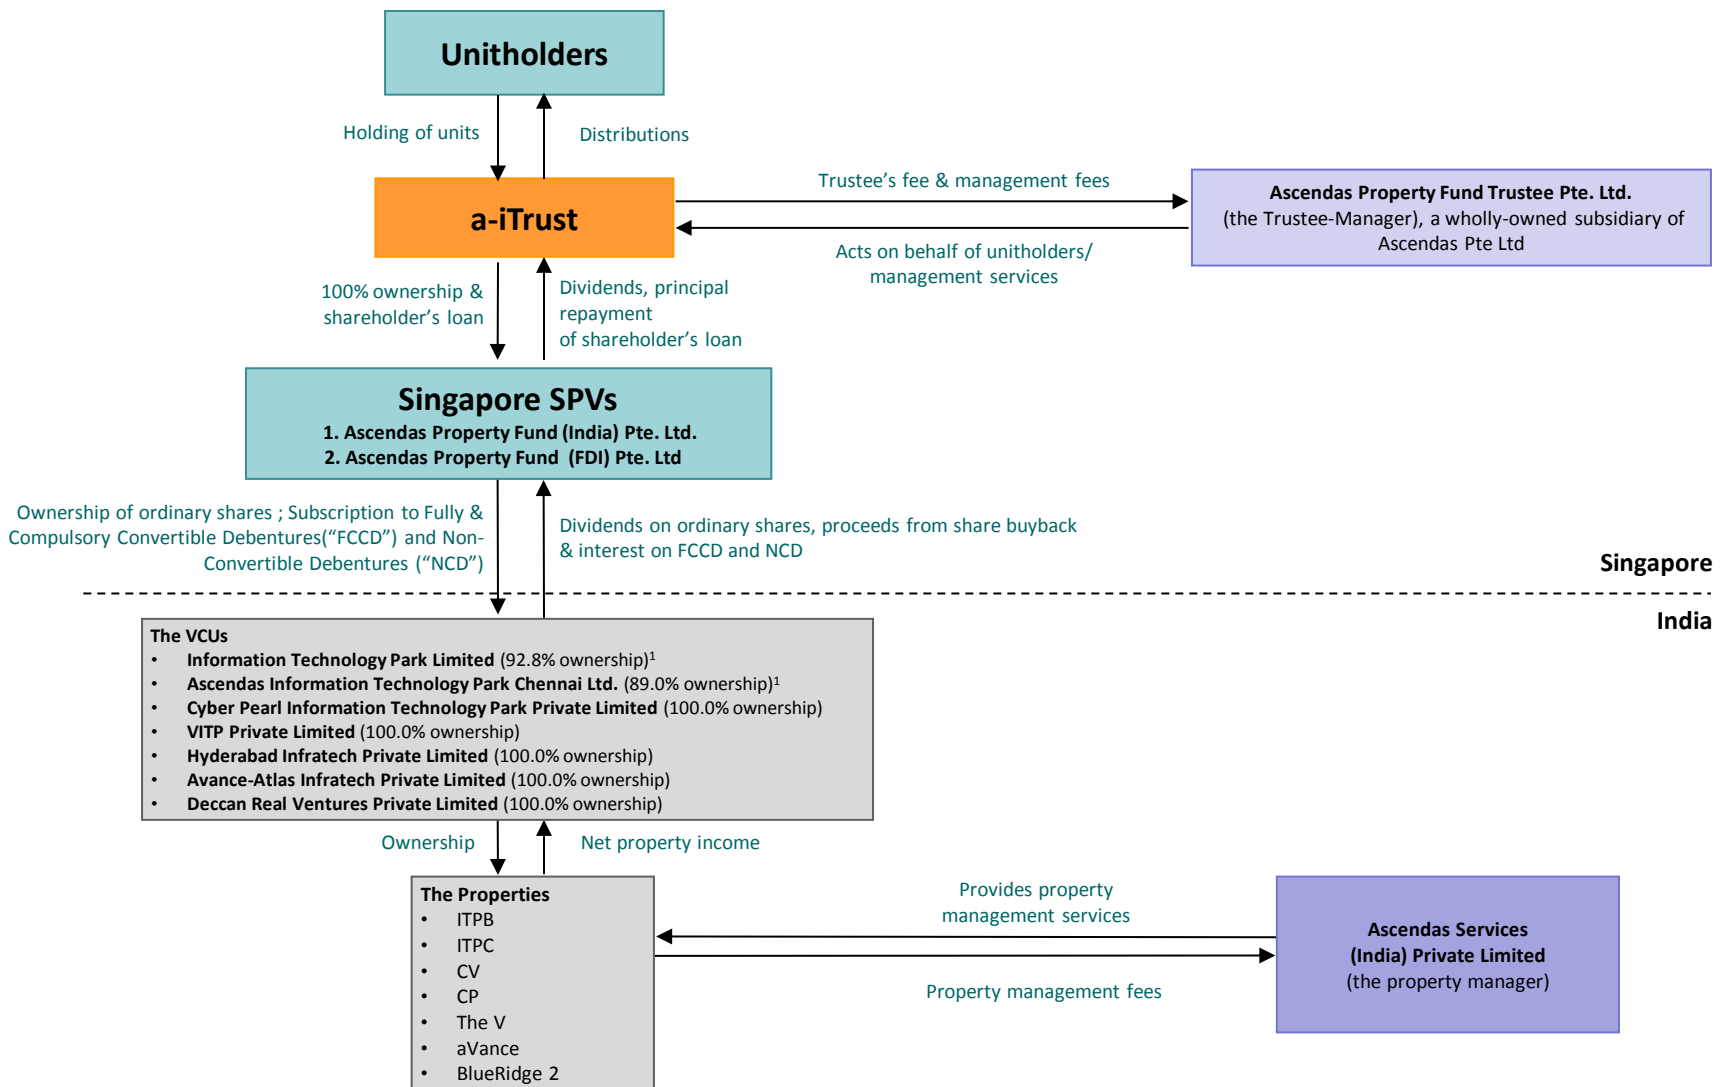 Unitholders
Holding of units
Distributions
a-iTrust
Trustee’s fee & management fees
Acts on behalf of unitholders/
management services
Ascendas Property Fund Trustee Pte. Ltd.
(the Trustee-Manager), a wholly-owned subsidiary of
Ascendas Pte Ltd
100% ownership &
shareholder’s loan
Dividends, principal
repayment
of shareholder’s loan
Singapore SPVs
1. Ascendas Property Fund (India) Pte. Ltd.
2. Ascendas Property Fund (FDI) Pte. Ltd
Ownership of ordinary shares ; Subscription to Fully &
Compulsory Convertible Debentures(“FCCD”) and Non-
Convertible Debentures (“NCD”)
Dividends on ordinary shares, proceeds from share buyback
& interest on FCCD and NCD
Singapore
India
The VCUs
• Information Technology Park Limited (92.8% ownership)¹
• Ascendas Information Technology Park Chennai Ltd. (89.0% ownership)¹
• Cyber Pearl Information Technology Park Private Limited (100.0% ownership)
• VITP Private Limited (100.0% ownership)
• Hyderabad Infratech Private Limited (100.0% ownership)
• Avance-Atlas Infratech Private Limited (100.0% ownership)
• Deccan Real Ventures Private Limited (100.0% ownership)
Ownership
Net property income
The Properties
• ITPB
• ITPC
• CV
• CP
• The V
• aVance
• BlueRidge 2
Provides property
management services
Property management fees
Ascendas Services
(India) Private Limited
(the property manager)